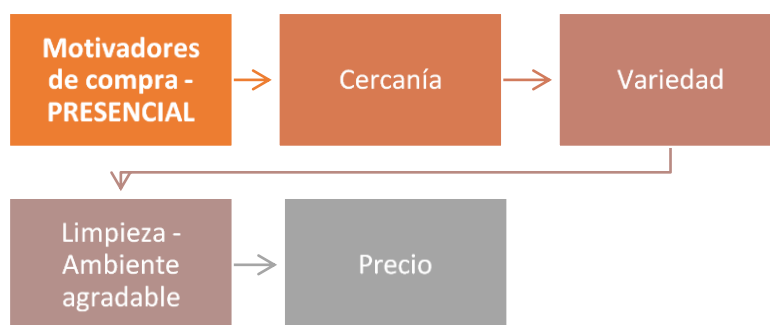 Motivadores
de compra -
PRESENCIAL
Cercanía
Variedad
Limpieza -
Ambiente
agradable
Precio